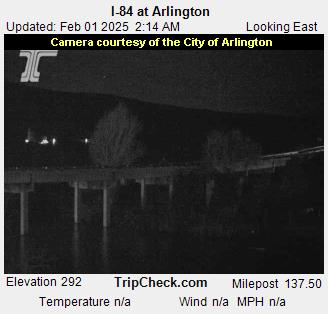 I-84 at Arlington
Updated: Feb 01 2025 2:14 AM Looking East
Camera courtesy of the City of Arlington
Elevation 292 TripCheck.com Milepost 137.50
Temperature n/a Wind n/a MPH n/a